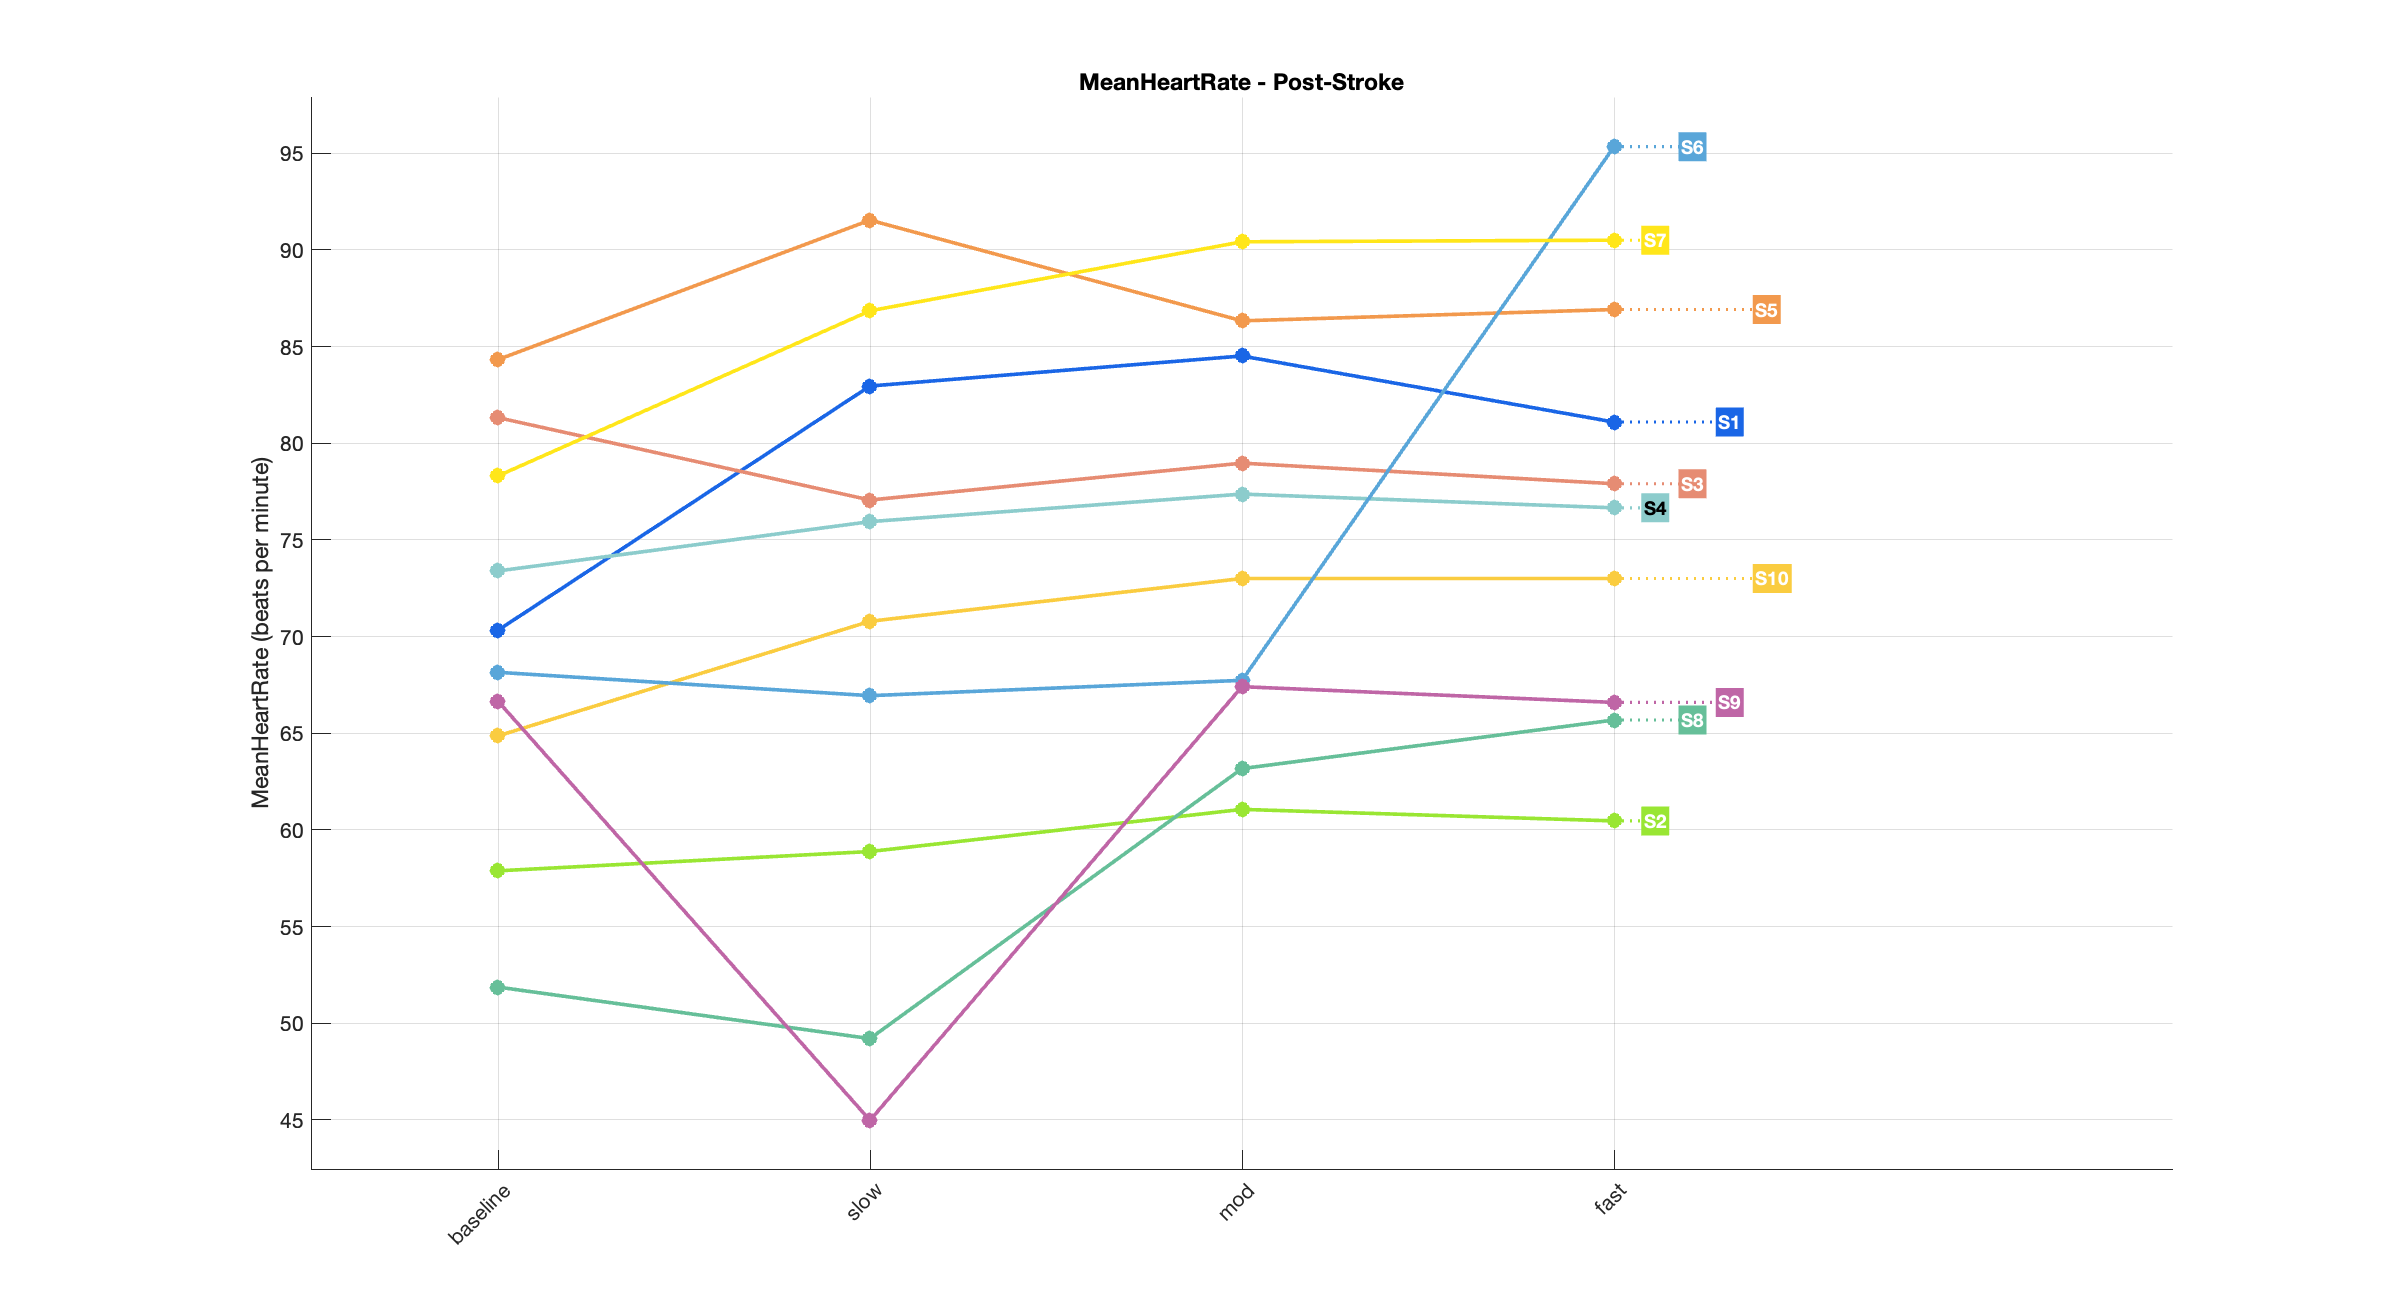 MeanHeartRate - Post-Stroke
MeanHeartRate (beats per minute)
95
90
85
80
75
70
65
60
55
50
45
baseline
slow
mod
fast
S6
S7
S5
S1
S3
S4
S10
S9
S8
S2